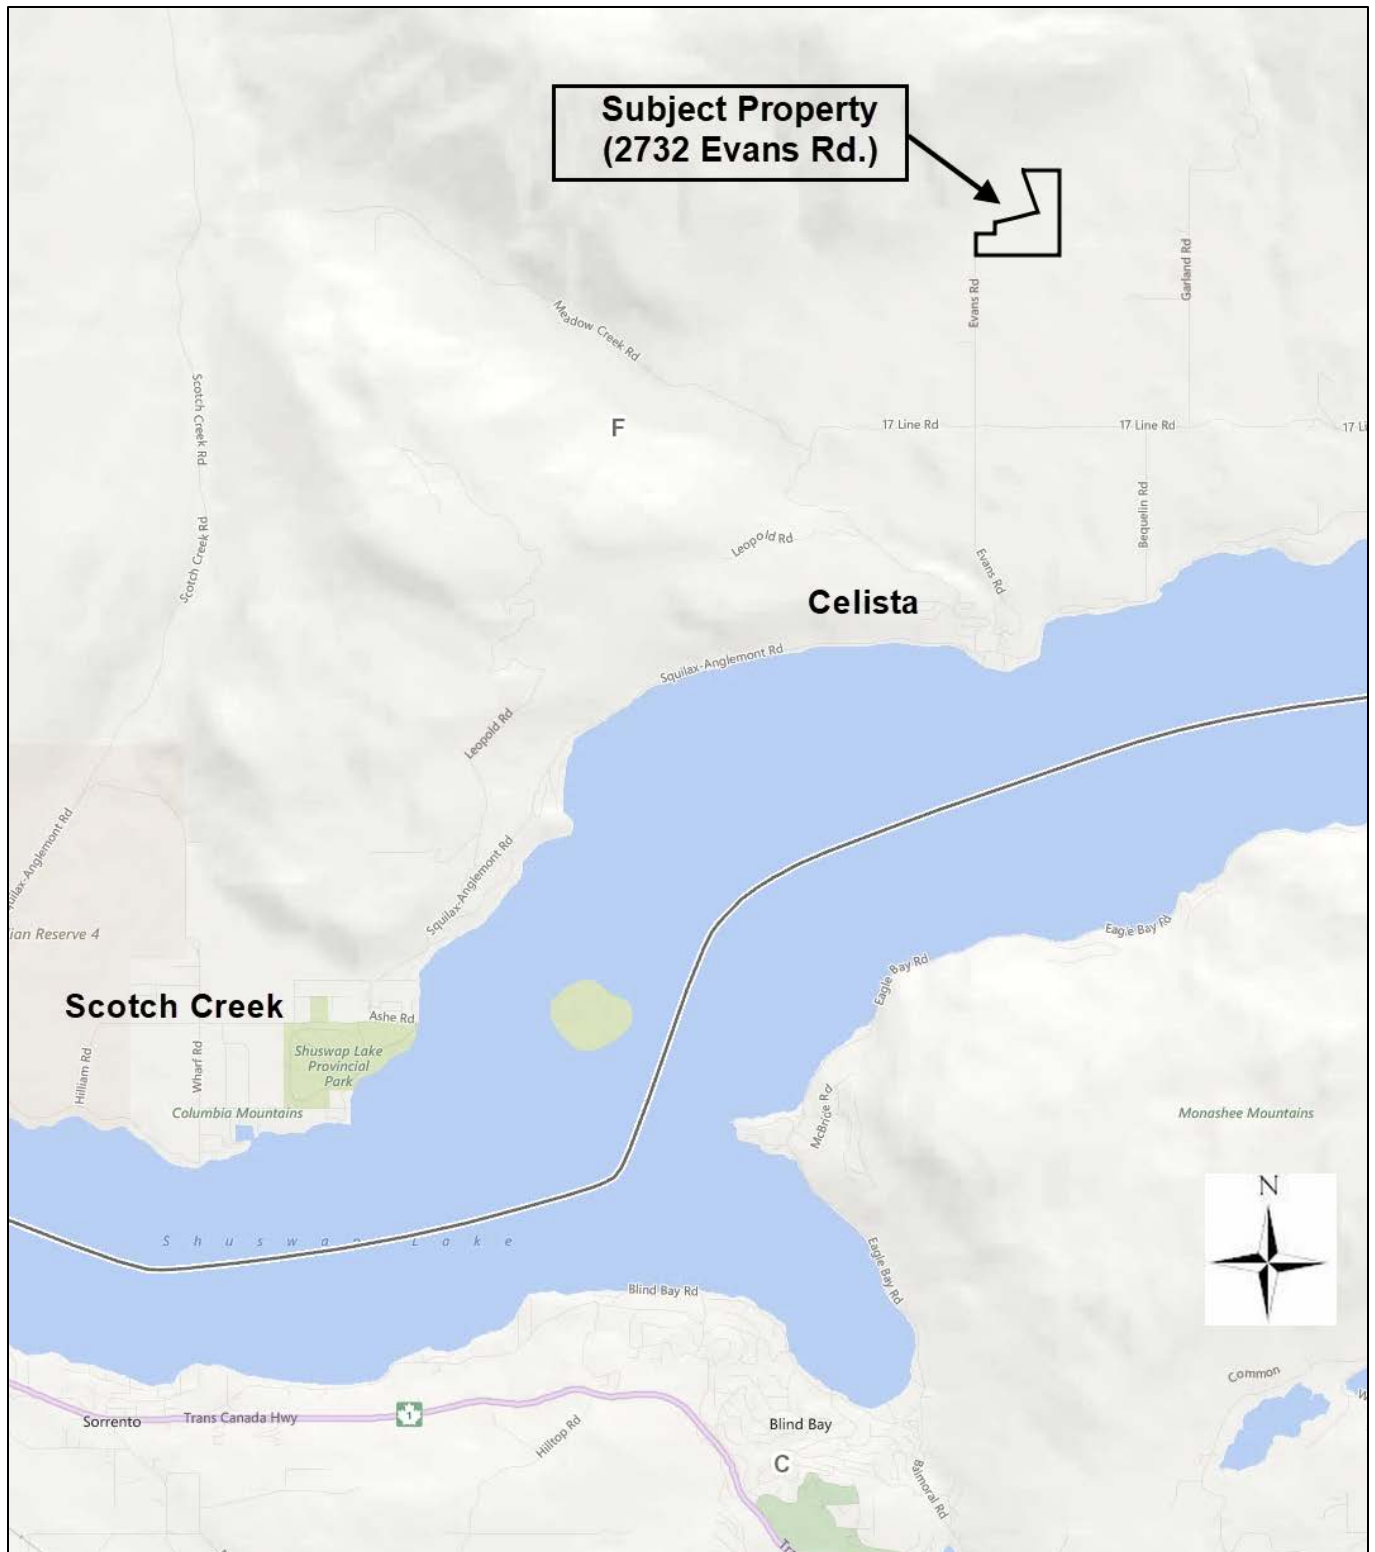 Subject Property
(2732 Evans Rd.)
Garland Rd
Evans Rd
Meadow Creek Rd
Scotch Creek Rd
F
17 Line Rd
17 Line Rd
17 Li
Bequelin Rd
Scotch Creek Rd
Leopold Rd
Evans Rd
Celista
Squilax-Anglemont Rd
Leopold Rd
uilax-Anglemont Rd
Squilax-Anglemont Rd
ian Reserve 4
Eagle Bay Rd
Eagle Bay Rd
Scotch Creek
Ashe Rd
Shuswap Lake
Provincial
Park
Hilliam Rd
Wharf Rd
Columbia Mountains
McBride Rd
Monashee Mountains
N
Shuswap Lake
Eagle Bay Rd
Blind Bay Rd
Common
W
Sorrento
Trans Canada Hwy
1
Hilltop Rd
Blind Bay
C
Balmoral Rd
Tra